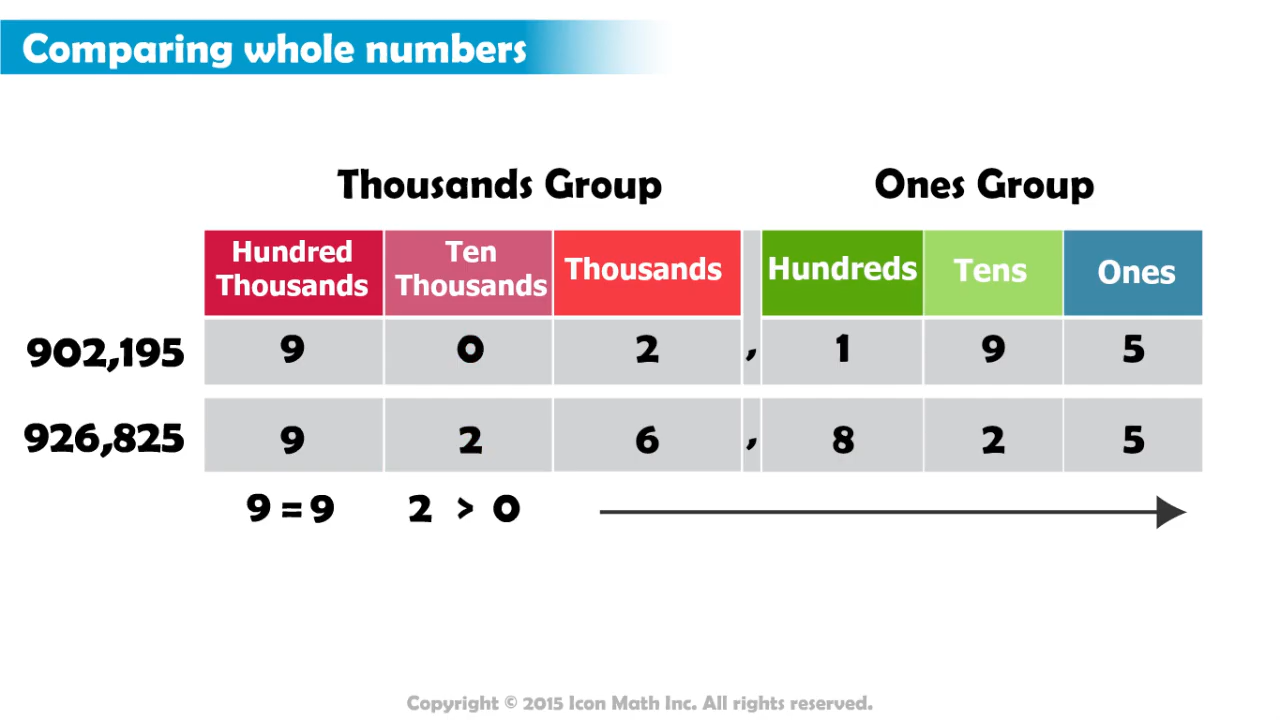 Comparing whole numbers
Thousands Group Ones Group
Hundred Thousands Ten Thousands Thousands Hundreds Tens Ones
902,195 9 0 2 , 1 9 5
926,825 9 2 6 , 8 2 5
9 = 9 2 > 0
Copyright © 2015 Icon Math Inc. All rights reserved.